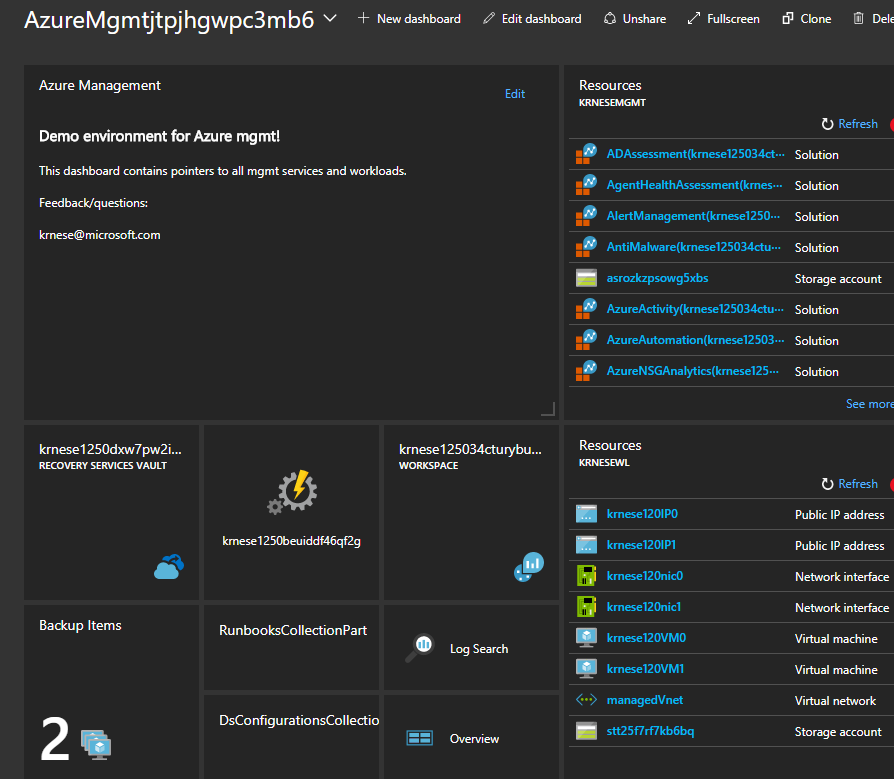 AzureMgmtjtpjhgwpc3mb6
New dashboard
Edit dashboard
Unshare
Fullscreen
Clone
Dele
Azure Management
Edit
Demo environment for Azure mgmt!
This dashboard contains pointers to all mgmt services and workloads.
Feedback/questions:
krnese@microsoft.com
Resources
KRNESEMGMT
Refresh
ADAssessment(krnese125034ct··· Solution
AgentHealthAssessment(krnes··· Solution
AlertManagement(krnese1250··· Solution
AntiMalware(krnese125034ctu··· Solution
asrozkzpsowg5xbs Storage account
AzureActivity(krnese125034ctu··· Solution
AzureAutomation(krnese12503··· Solution
AzureNSGAnalytics(krnese125··· Solution
See more
krnese1250dxw7pw2i...
RECOVERY SERVICES VAULT
krnese1250beuiddf46qf2g
krnese125034cturybu...
WORKSPACE
Backup Items
2
RunbooksCollectionPart
Log Search
DsConfigurationsCollectio
Overview
Resources
KRNESEWL
Refresh
krnese120IP0 Public IP address
krnese120IP1 Public IP address
krnese120nic0 Network interface
krnese120nic1 Network interface
krnese120VM0 Virtual machine
krnese120VM1 Virtual machine
managedVnet Virtual network
stt25f7rf7kb6bq Storage account